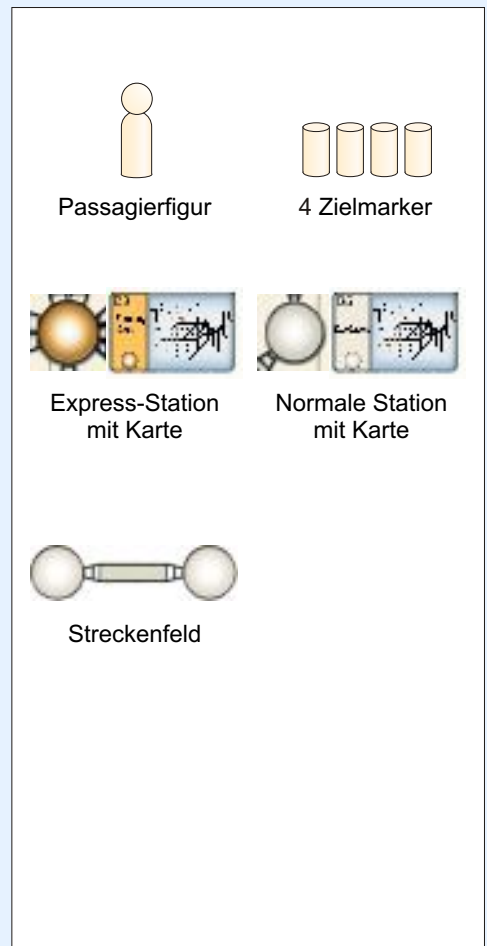 Passagierfigur
4 Zielmarker
Express-Station
mit Karte
Normale Station
mit Karte
Streckenfeld